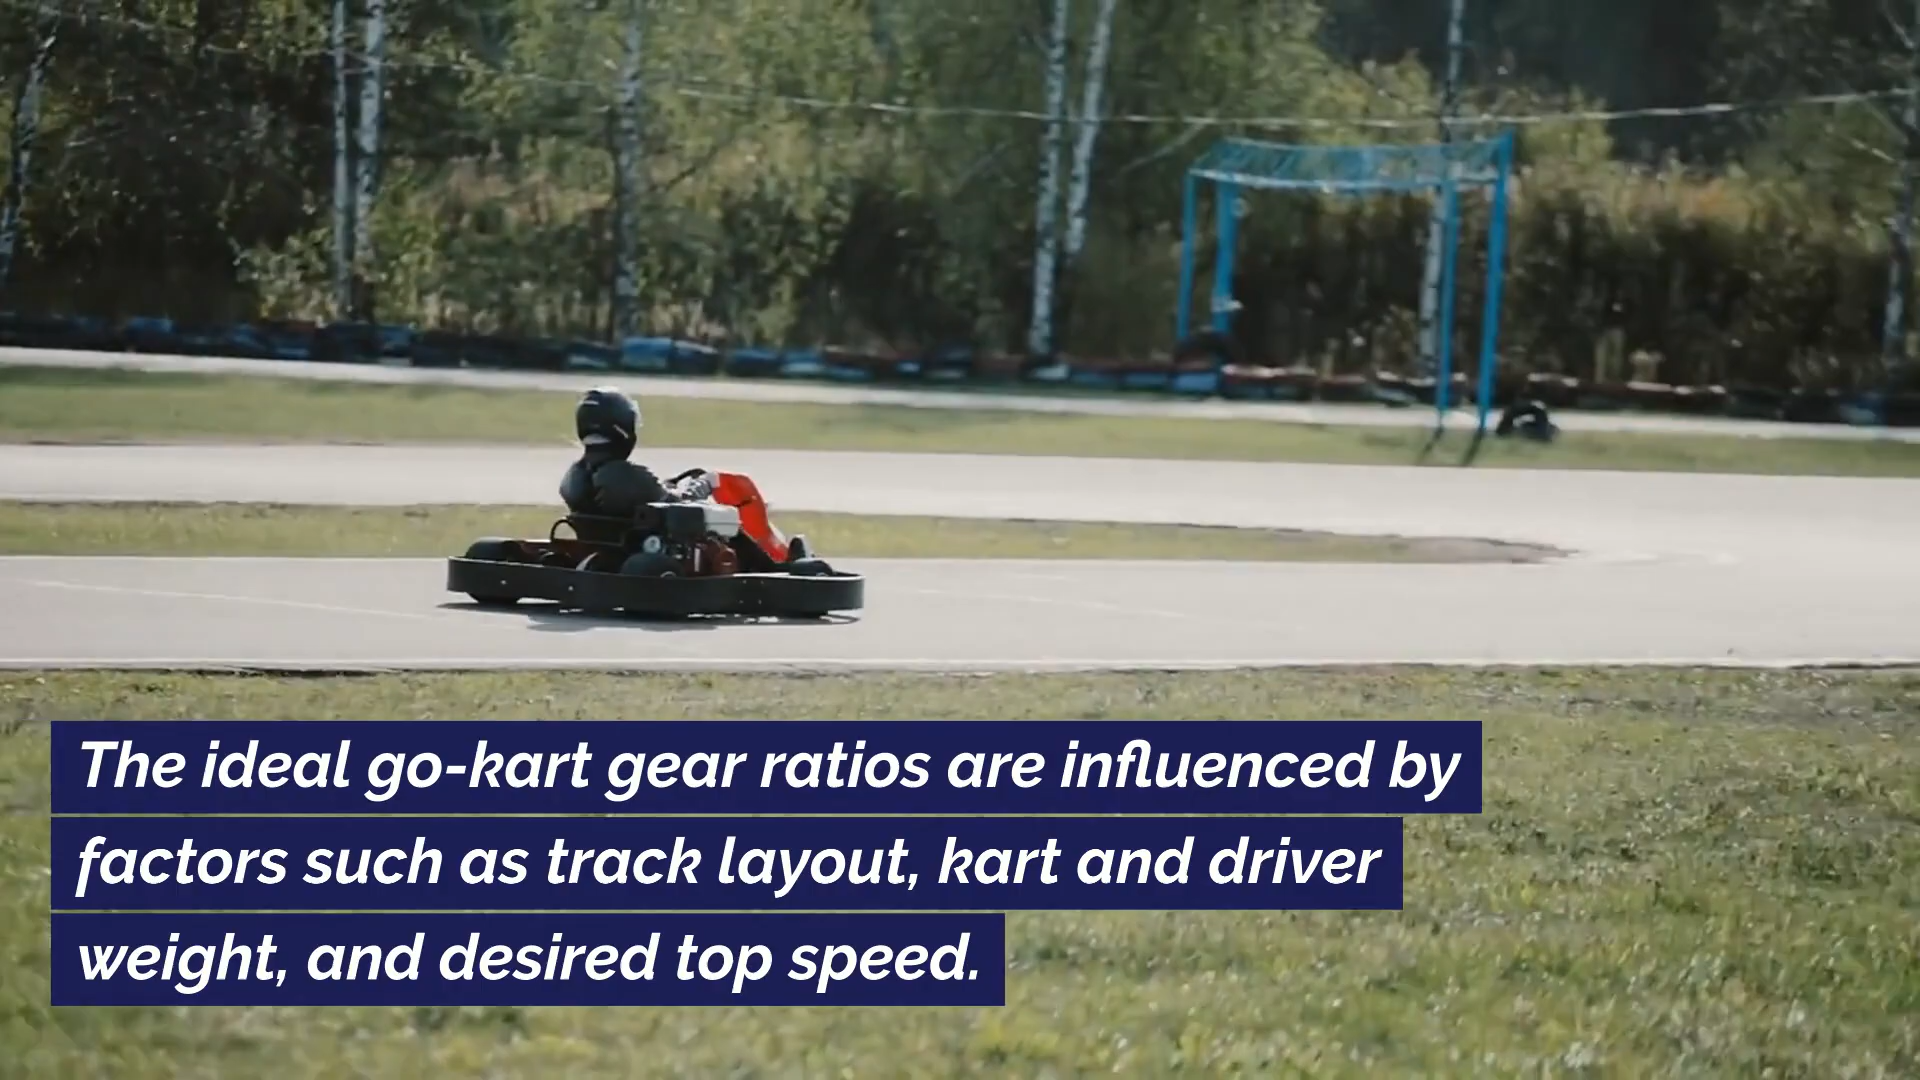 The ideal go-kart gear ratios are influenced by
factors such as track layout, kart and driver
weight, and desired top speed.